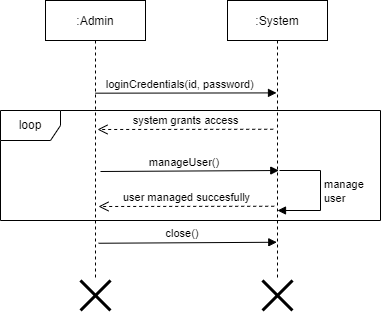 :Admin
:System
loginCredentials(id, password)
loop
system grants access
manageUser()
manage
user
user managed succesfully
close()